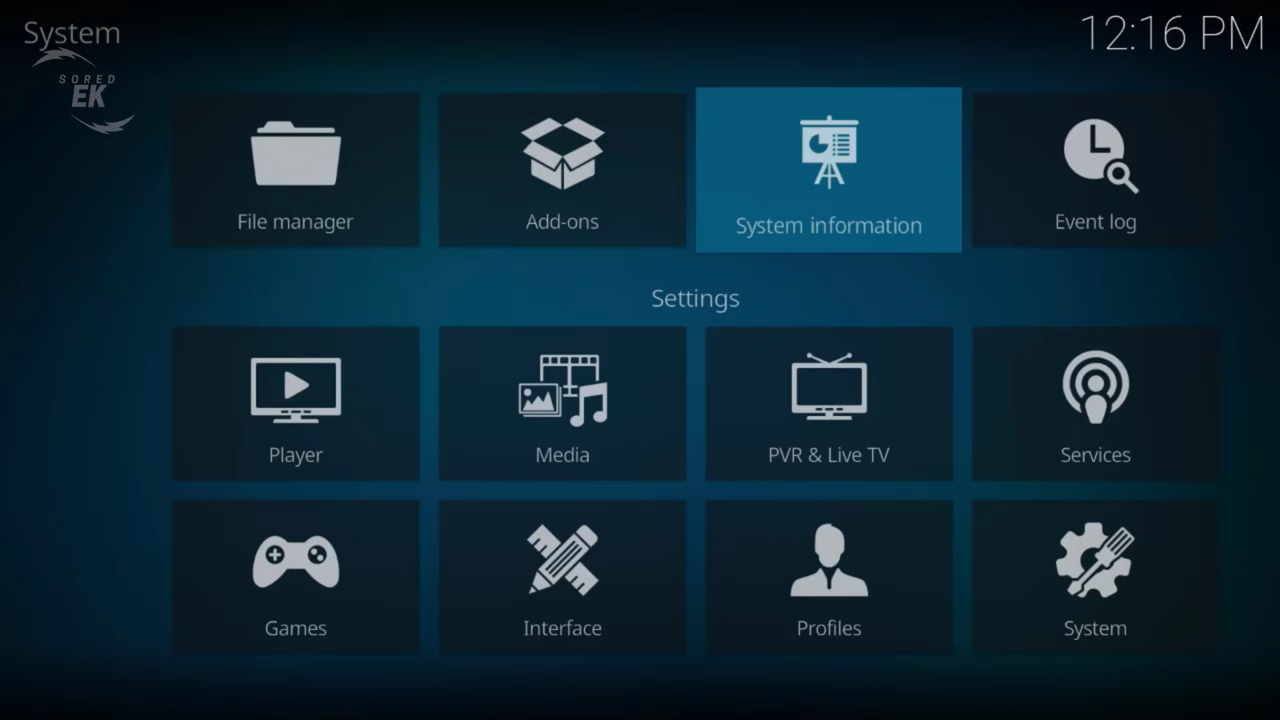 System
12:16 PM
SORED
EK
File manager
Add-ons
System information
Event log
Settings
Player
Media
PVR & Live TV
Services
Games
Interface
Profiles
System